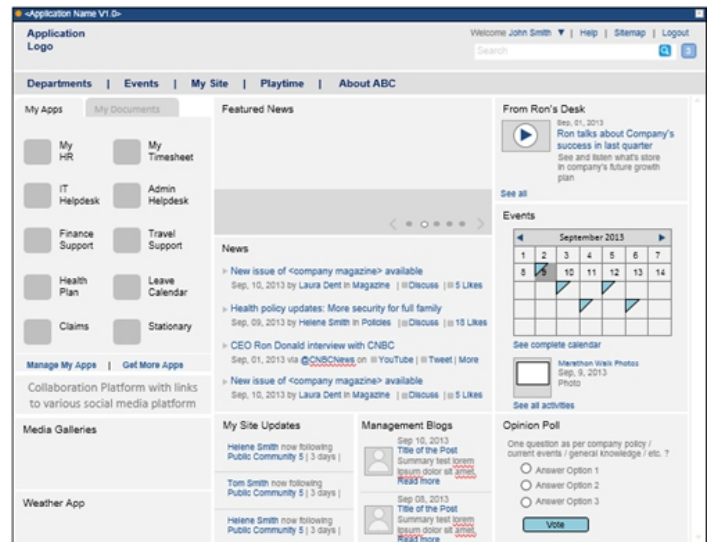 <Application Name V1.0>
Application
Logo
Welcome John Smith ▼ | Help | Sitemap | Logout
Search
Departments | Events | My Site | Playtime | About ABC
My Apps
My Documents
My
HR
My
Timesheet
IT
Helpdesk
Admin
Helpdesk
Finance
Support
Travel
Support
Health
Plan
Leave
Calendar
Claims
Stationary
Manage My Apps | Get More Apps
Collaboration Platform with links
to various social media platform
Media Galleries
Weather App
Featured News
News
New issue of <company magazine> available
Sep, 10, 2013 by Laura Dent in Magazine | Discuss | 5 Likes
Health policy updates: More security for full family
Sep, 09, 2013 by Helene Smith in Policies | Discuss | 18 Likes
CEO Ron Donald interview with CNBC
Sep, 01, 2013 via @CNBCNews on YouTube | Tweet | More
New issue of <company magazine> available
Sep, 10, 2013 by Laura Dent in Magazine | Discuss | 5 Likes
My Site Updates
Helene Smith now following
Public Community 5 | 3 days |
Tom Smith now following
Public Community 5 | 3 days |
Helene Smith now following
Public Community 5 | 3 days |
Management Blogs
Sep 10, 2013
Title of the Post
Summary test lorem
ipsum dolor sit amet,
Read more
Sep 08, 2013
Title of the Post
Summary test lorem
ipsum dolor sit amet,
Read more
From Ron's Desk
Sep, 01, 2013
Ron talks about Company's
success in last quarter
See and listen what's store
in company's future growth
plan
See all
Events
September 2013
1 2 3 4 5 6 7
8 9 10 11 12 13 14
See complete calendar
Marathon Walk Photos
Sep, 9, 2013
Photo
See all activities
Opinion Poll
One question as per company policy /
current events / general knowledge / etc. ?
Answer Option 1
Answer Option 2
Answer Option 3
Vote